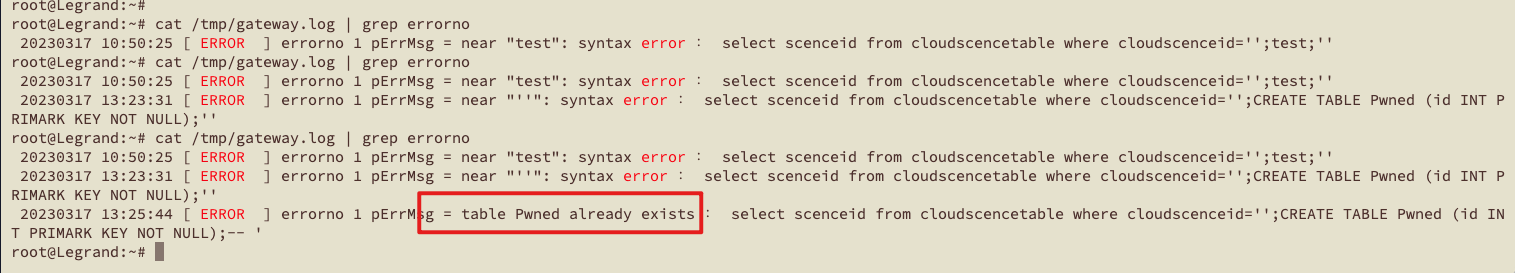 root@Legrand:~#
root@Legrand:~# cat /tmp/gateway.log | grep errorno
20230317 10:50:25 [ ERROR  ] errorno 1 pErrMsg = near "test": syntax error :  select scenceid from cloudscencetable where cloudscenceid='';test;''
root@Legrand:~# cat /tmp/gateway.log | grep errorno
20230317 10:50:25 [ ERROR  ] errorno 1 pErrMsg = near "test": syntax error :  select scenceid from cloudscencetable where cloudscenceid='';test;''
20230317 13:23:31 [ ERROR  ] errorno 1 pErrMsg = near "''": syntax error :  select scenceid from cloudscencetable where cloudscenceid='';CREATE TABLE Pwned (id INT P
RIMARK KEY NOT NULL);''
root@Legrand:~# cat /tmp/gateway.log | grep errorno
20230317 10:50:25 [ ERROR  ] errorno 1 pErrMsg = near "test": syntax error :  select scenceid from cloudscencetable where cloudscenceid='';test;''
20230317 13:23:31 [ ERROR  ] errorno 1 pErrMsg = near "''": syntax error :  select scenceid from cloudscencetable where cloudscenceid='';CREATE TABLE Pwned (id INT P
RIMARK KEY NOT NULL);''
20230317 13:25:44 [ ERROR  ] errorno 1 pErrMsg = table Pwned already exists :  select scenceid from cloudscencetable where cloudscenceid='';CREATE TABLE Pwned (id IN
T PRIMARK KEY NOT NULL);-- '
root@Legrand:~#